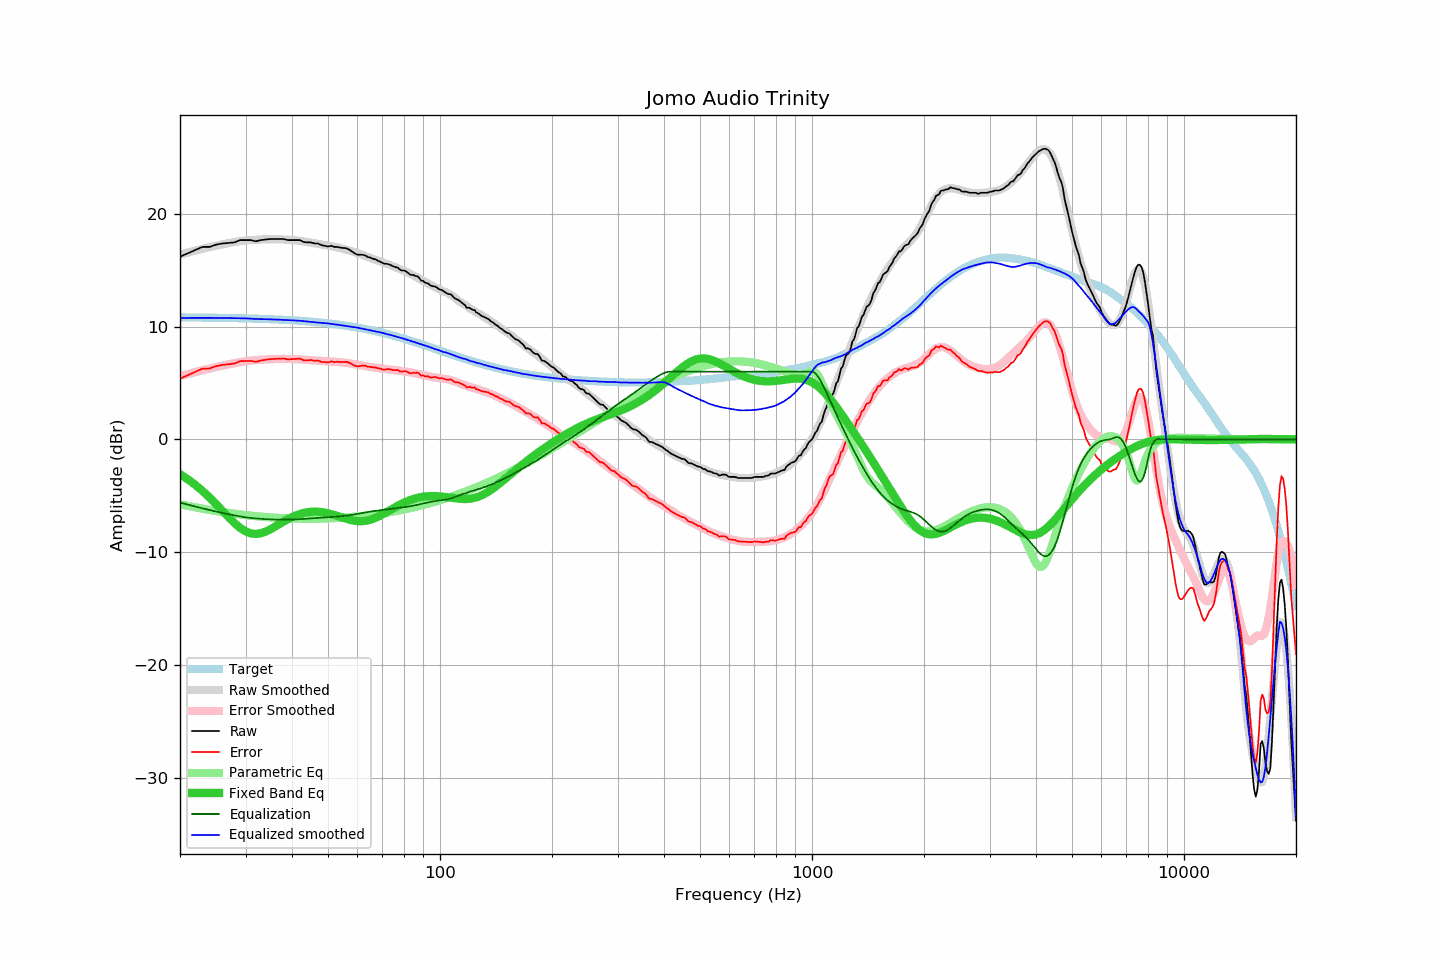 Jomo Audio Trinity
20
10
0
−10
−20
−30
Amplitude (dBr)
Target
Raw Smoothed
Error Smoothed
Raw
Error
Parametric Eq
Fixed Band Eq
Equalization
Equalized smoothed
100
1000
10000
Frequency (Hz)